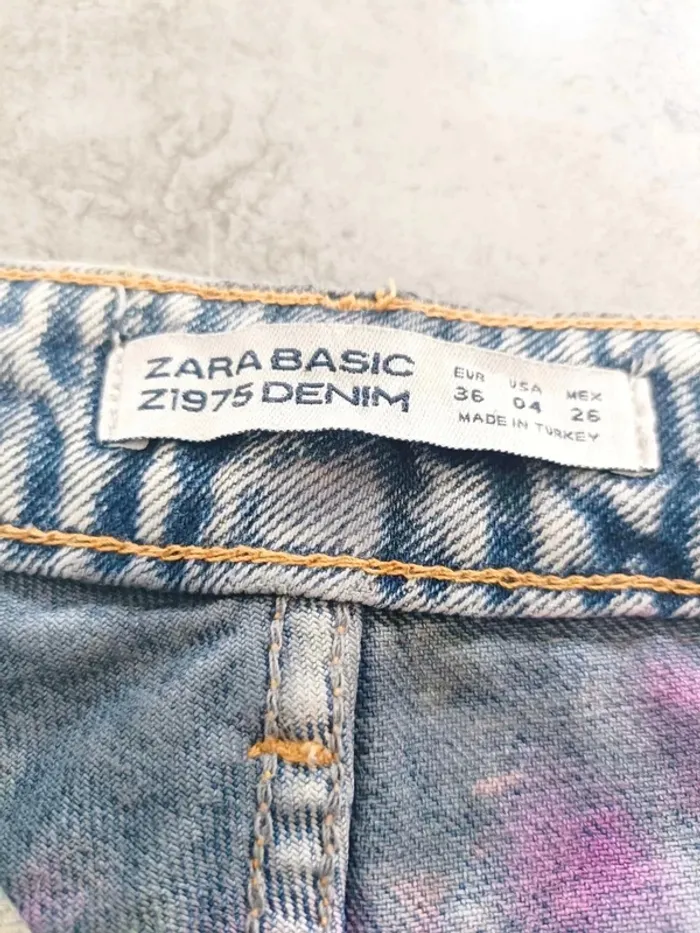 ZARA BASIC
Z1975 DENIM
EUR USA MEX
36 04 26
MADE IN TURKEY